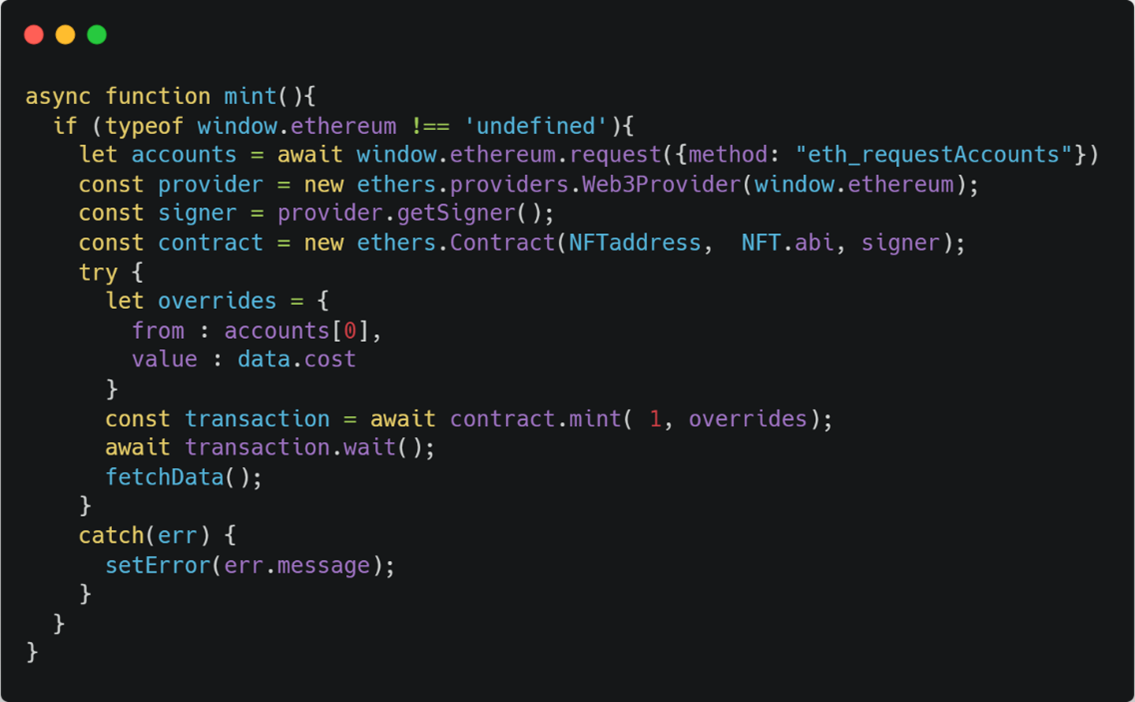 async function mint(){
  if (typeof window.ethereum !== 'undefined'){
    let accounts = await window.ethereum.request({method: "eth_requestAccounts"})
    const provider = new ethers.providers.Web3Provider(window.ethereum);
    const signer = provider.getSigner();
    const contract = new ethers.Contract(NFTaddress,  NFT.abi, signer);
    try {
      let overrides = {
        from : accounts[0],
        value : data.cost
      }
      const transaction = await contract.mint( 1, overrides);
      await transaction.wait();
      fetchData();
    }
    catch(err) {
      setError(err.message);
    }
  }
}